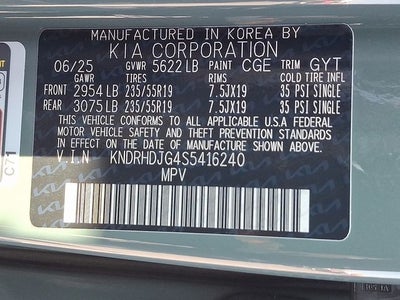 MANUFACTURED IN KOREA BY
KIA CORPORATION
06/25 GVWR 5622 LB PAINT CGE TRIM GYT
GAWR TIRES RIMS COLD TIRE INFL
FRONT 2954 LB 235/55R19 7.5JX19 35 PSI SINGLE
REAR 3075 LB 235/55R19 7.5JX19 35 PSI SINGLE
THIS VEHICLE CONFORMS TO ALL APPLICABLE U.S.A FEDERAL
MOTOR VEHICLE SAFETY AND THEFT PREVENTION STANDARDS
IN EFFECT ON THE DATE OF MANUFACTURE SHOWN ABOVE.
V.I.N KNDRHDJG4S5416240
MPV
C71